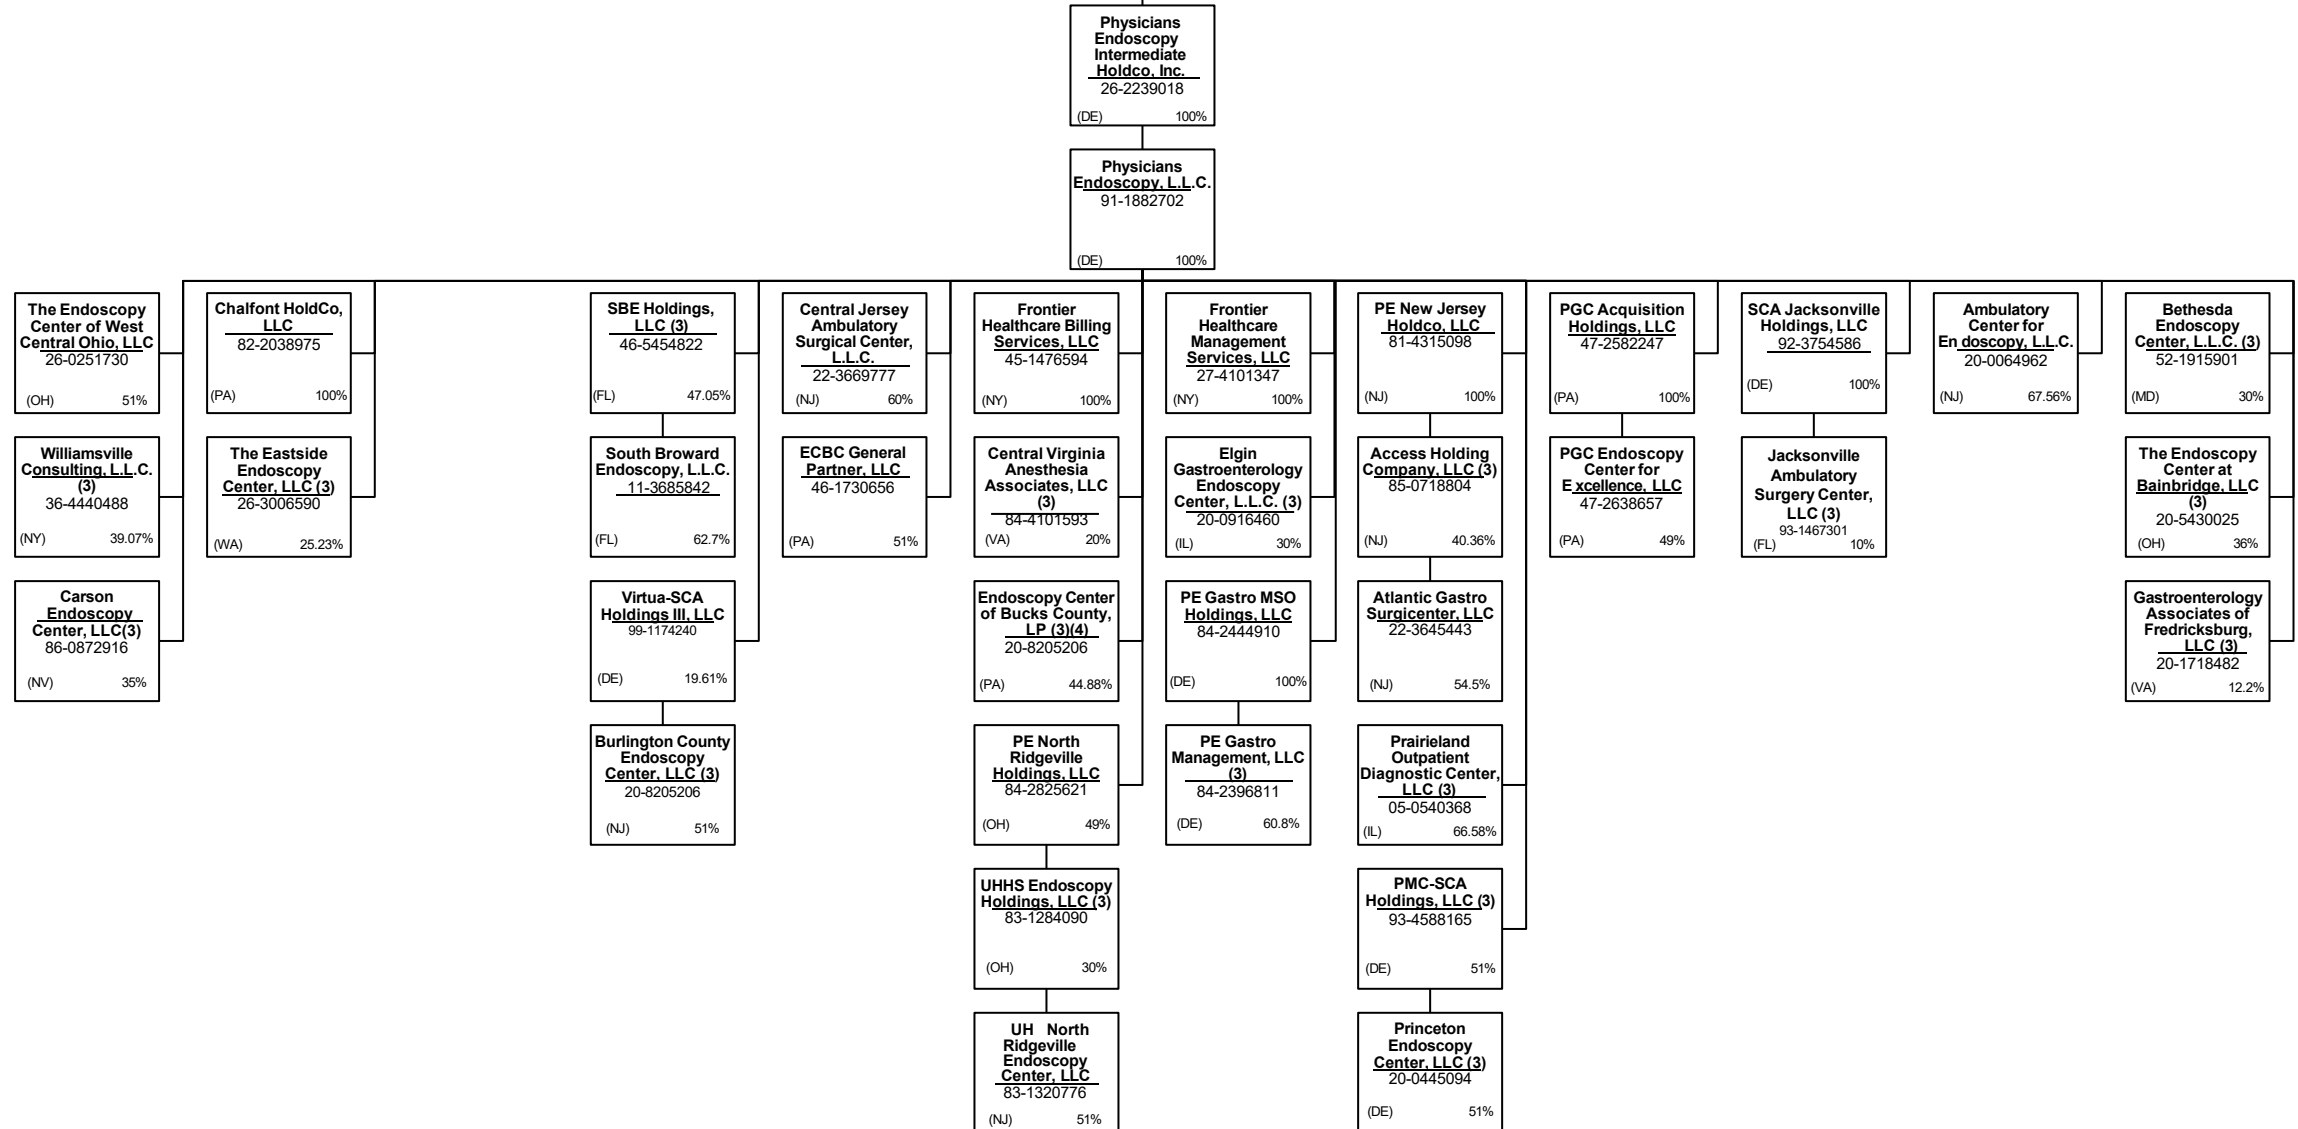 Physicians
Endoscopy
Intermediate
Holdco, Inc.
26-2239018
(DE) 100%
Physicians
Endoscopy, L.L.C.
91-1882702
(DE) 100%
The Endoscopy
Center of West
Central Ohio, LLC
26-0251730
(OH) 51%
Chalfont HoldCo,
LLC
82-2038975
(PA) 100%
SBE Holdings,
LLC (3)
46-5454822
(FL) 47.05%
Central Jersey
Ambulatory
Surgical Center,
L.L.C.
22-3669777
(NJ) 60%
Frontier
Healthcare Billing
Services, LLC
45-1476594
(NY) 100%
Frontier
Healthcare
Management
Services, LLC
27-4101347
(NY) 100%
PE New Jersey
Holdco, LLC
81-4315098
(NJ) 100%
PGC Acquisition
Holdings, LLC
47-2582247
(PA) 100%
SCA Jacksonville
Holdings, LLC
92-3754586
(DE) 100%
Ambulatory
Center for
En doscopy, L.L.C.
20-0064962
(NJ) 67.56%
Bethesda
Endoscopy
Center, L.L.C. (3)
52-1915901
(MD) 30%
Williamsville
Consulting, L.L.C.
(3)
36-4440488
(NY) 39.07%
The Eastside
Endoscopy
Center, LLC (3)
26-3006590
(WA) 25.23%
South Broward
Endoscopy, L.L.C.
11-3685842
(FL) 62.7%
ECBC General
Partner, LLC
46-1730656
(PA) 51%
Central Virginia
Anesthesia
Associates, LLC
(3)
84-4101593
(VA) 20%
Elgin
Gastroenterology
Endoscopy
Center, L.L.C. (3)
20-0916460
(IL) 30%
Access Holding
Company, LLC (3)
85-0718804
(NJ) 40.36%
PGC Endoscopy
Center for
E xcellence, LLC
47-2638657
(PA) 49%
Jacksonville
Ambulatory
Surgery Center,
LLC (3)
93-1467301
(FL) 10%
The Endoscopy
Center at
Bainbridge, LLC
(3)
20-5430025
(OH) 36%
Carson
Endoscopy
Center, LLC(3)
86-0872916
(NV) 35%
Virtua-SCA
Holdings III, LLC
99-1174240
(DE) 19.61%
Endoscopy Center
of Bucks County,
LP (3)(4)
20-8205206
(PA) 44.88%
PE Gastro MSO
Holdings, LLC
84-2444910
(DE) 100%
Atlantic Gastro
Surgicenter, LLC
22-3645443
(NJ) 54.5%
Gastroenterology
Associates of
Fredricksburg,
LLC (3)
20-1718482
(VA) 12.2%
Burlington County
Endoscopy
Center, LLC (3)
20-8205206
(NJ) 51%
PE North
Ridgeville
Holdings, LLC
84-2825621
(OH) 49%
PE Gastro
Management, LLC
(3)
84-2396811
(DE) 60.8%
Prairieland
Outpatient
Diagnostic Center,
LLC (3)
05-0540368
(IL) 66.58%
UHHS Endoscopy
Holdings, LLC (3)
83-1284090
(OH) 30%
PMC-SCA
Holdings, LLC (3)
93-4588165
(DE) 51%
UH North
Ridgeville
Endoscopy
Center, LLC
83-1320776
(NJ) 51%
Princeton
Endoscopy
Center, LLC (3)
20-0445094
(DE) 51%